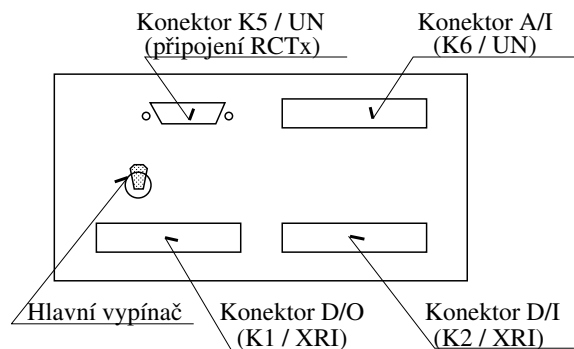 Konektor K5 / UN
(připojení RCTx)
Konektor A/I
(K6 / UN)
Hlavní vypínač
Konektor D/O
(K1 / XRI)
Konektor D/I
(K2 / XRI)